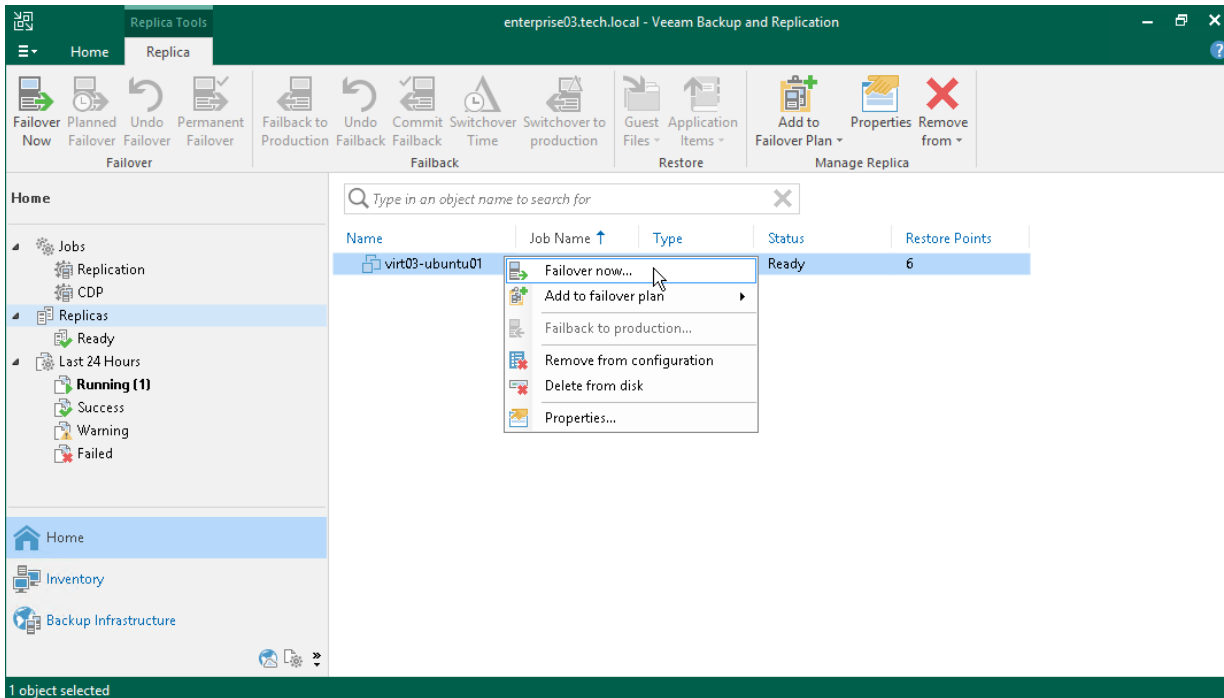 Replica Tools
enterprise03.tech.local - Veeam Backup and Replication
Home
Replica
?
Failover Now
Planned Failover
Undo Failover
Permanent Failover
Failover
Failback to Production
Undo Failback
Commit Failback
Switchover Time
Switchover to production
Failback
Guest Files
Application Items
Restore
Add to Failover Plan
Properties
Remove from
Manage Replica
Home
Jobs
Replication
CDP
Replicas
Ready
Last 24 Hours
Running (1)
Success
Warning
Failed
Home
Inventory
Backup Infrastructure
Type in an object name to search for
Name Job Name Type Status Restore Points
virt03-ubuntu01 Ready 6
Failover now...
Add to failover plan
Failback to production...
Remove from configuration
Delete from disk
Properties...
1 object selected